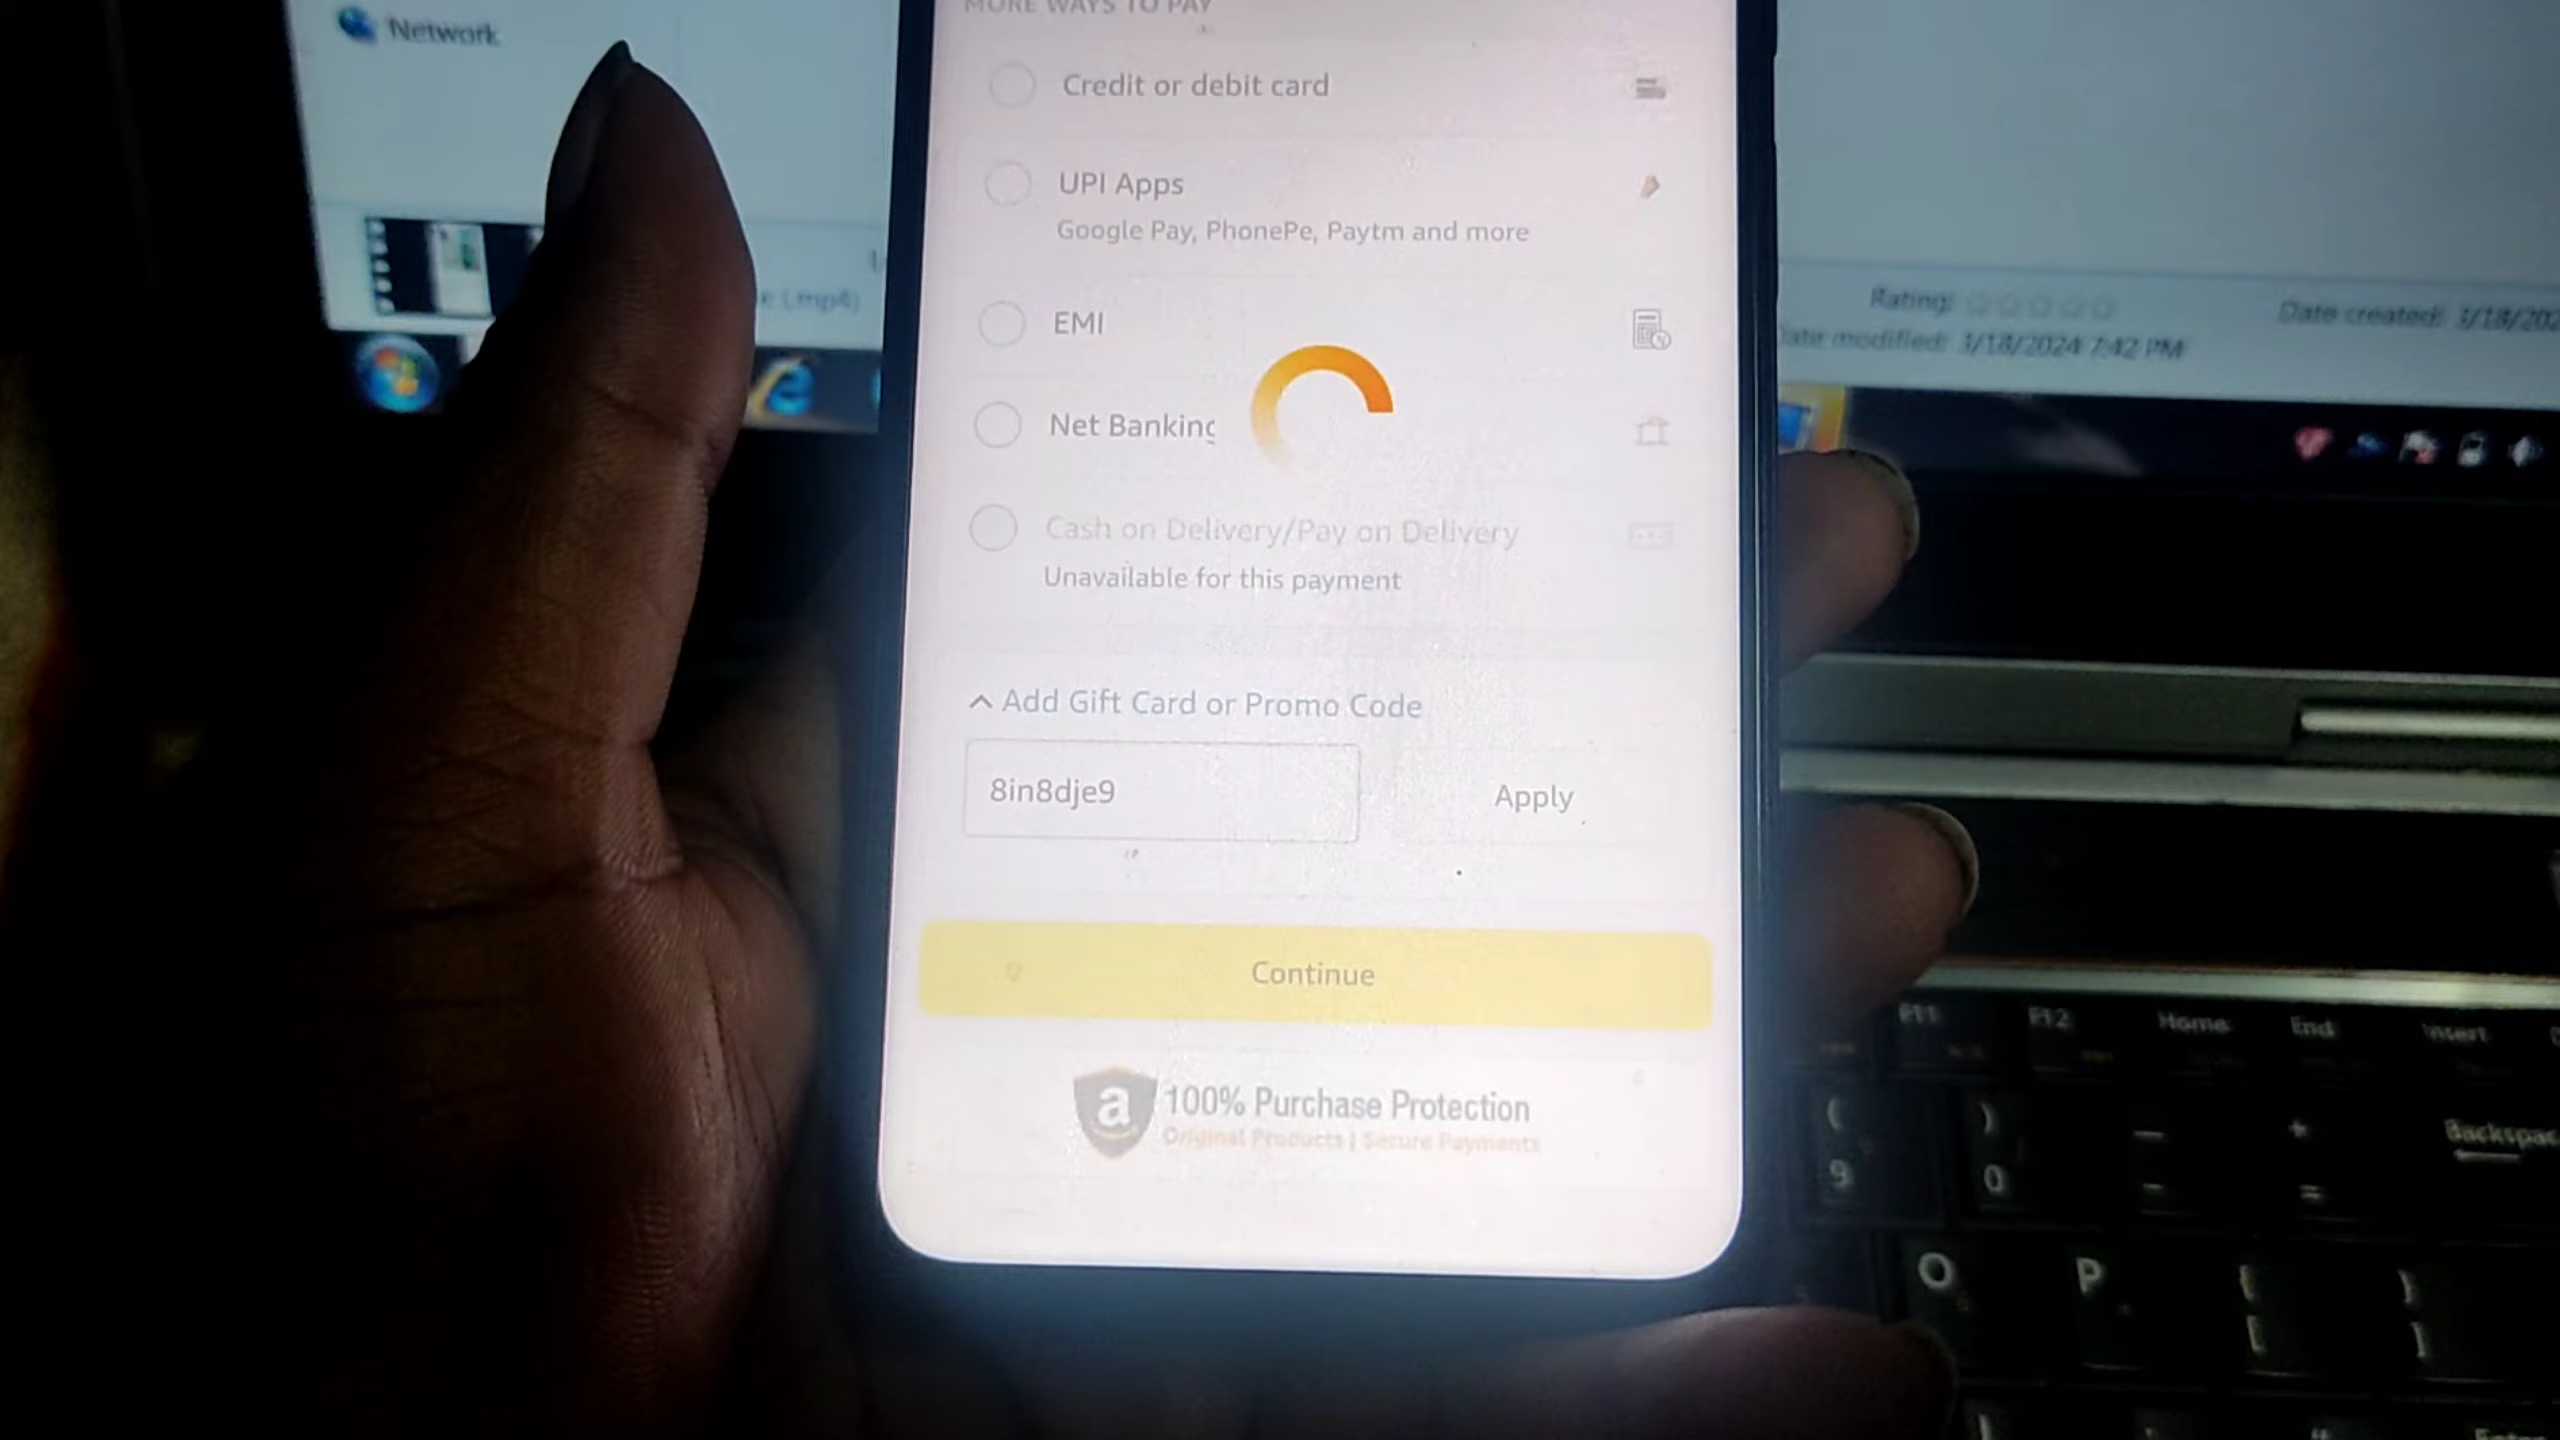 Network
MORE WAYS TO PAY
Credit or debit card
UPI Apps
Google Pay, PhonePe, Paytm and more
EMI
Net Banking
Cash on Delivery/Pay on Delivery
Unavailable for this payment
Add Gift Card or Promo Code
8in8dje9
Apply
Continue
a
100% Purchase Protection
Original Products | Secure Payments
(.mp4)
Rating:
Date created: 3/18/202
Date modified: 3/18/2024 7:42 PM
F11 F12 Home End Insert
( ) — +
9 0 - =
Backspac
O P { }
[ ]